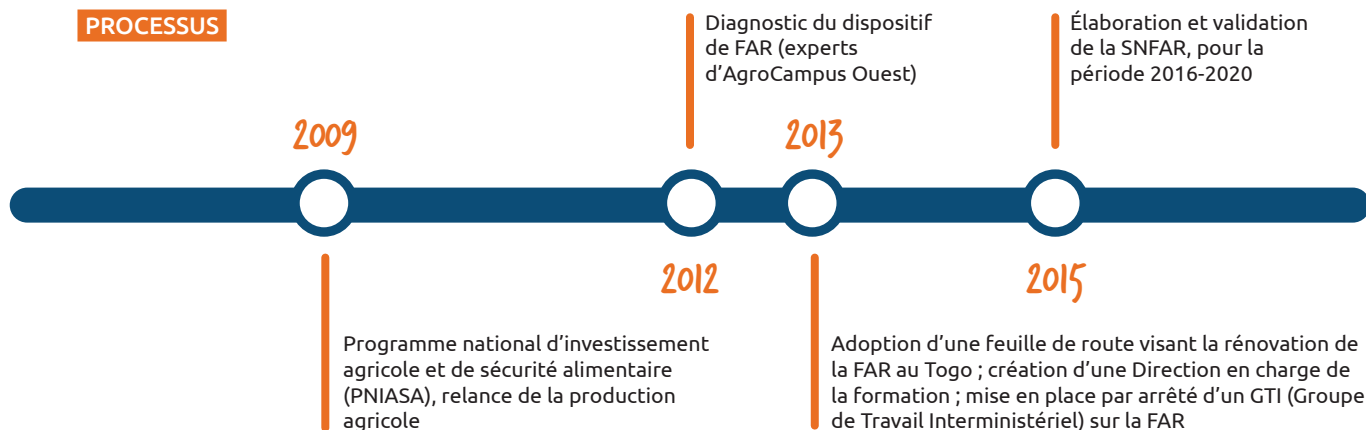 PROCESSUS
2009
Programme national d’investissement
agricole et de sécurité alimentaire
(PNIASA), relance de la production
agricole
Diagnostic du dispositif
de FAR (experts
d’AgroCampus Ouest)
2012
2013
Adoption d’une feuille de route visant la rénovation de
la FAR au Togo ; création d’une Direction en charge de
la formation ; mise en place par arrêté d’un GTI (Groupe
de Travail Interministériel) sur la FAR
Élaboration et validation
de la SNFAR, pour la
période 2016-2020
2015